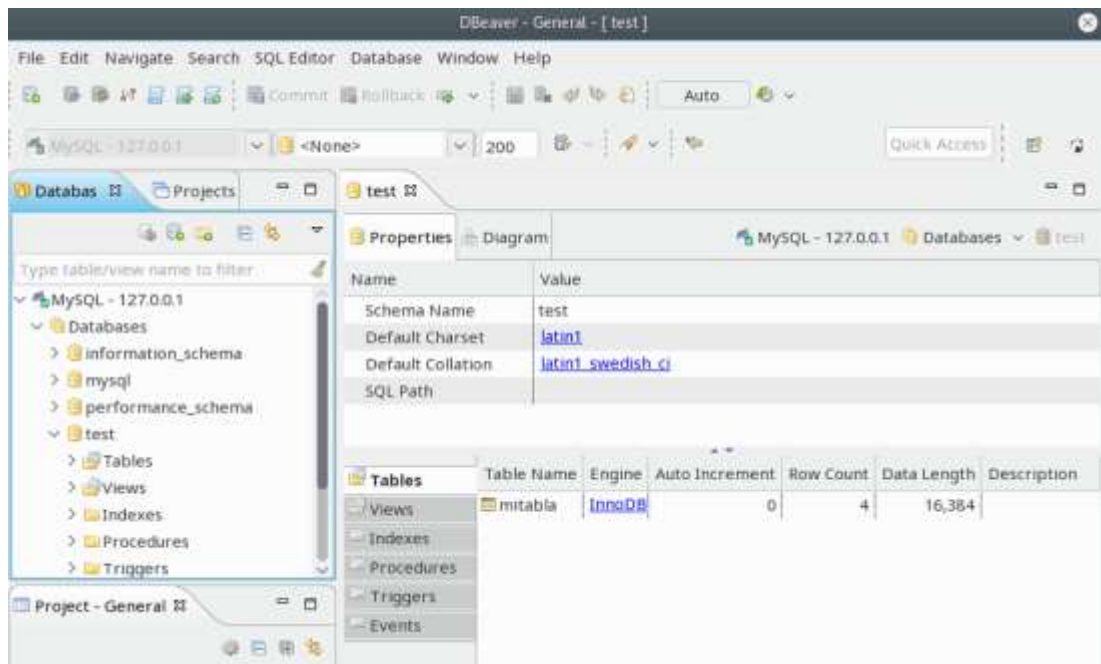 DBeaver - General - [ test ]
File Edit Navigate Search SQL Editor Database Window Help
Commit Rollback Auto
MySQL - 127.0.0.1 <None> 200 Quick Access
Databas Projects
test
Properties Diagram MySQL - 127.0.0.1 Databases test
Type table/view name to filter
MySQL - 127.0.0.1
Databases
information_schema
mysql
performance_schema
test
Tables
Views
Indexes
Procedures
Triggers
Project - General
Name Value
Schema Name test
Default Charset latin1
Default Collation latin1_swedish_ci
SQL Path
Tables
Views
Indexes
Procedures
Triggers
Events
Table Name Engine Auto Increment Row Count Data Length Description
mitabla InnoDB 0 4 16,384